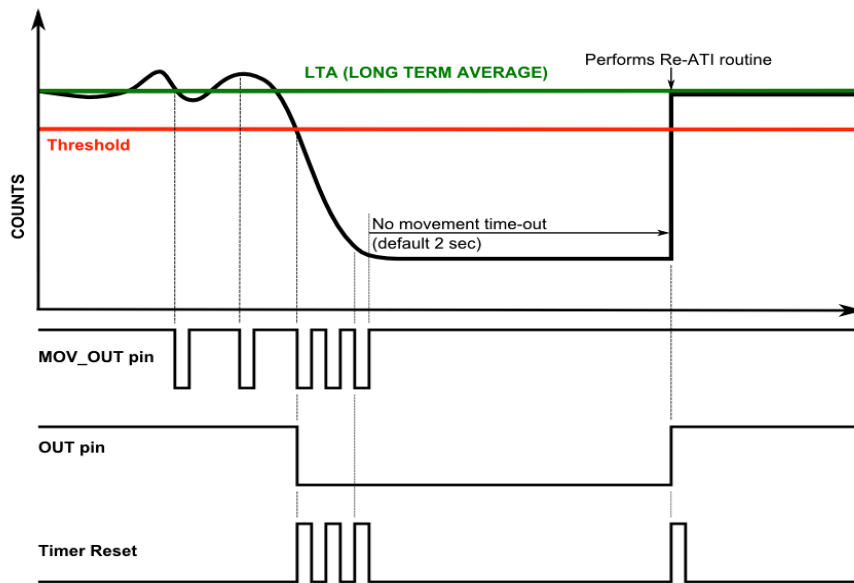 Performs Re-ATI routine
LTA (LONG TERM AVERAGE)
Threshold
COUNTS
No movement time-out
(default 2 sec)
MOV_OUT pin
OUT pin
Timer Reset